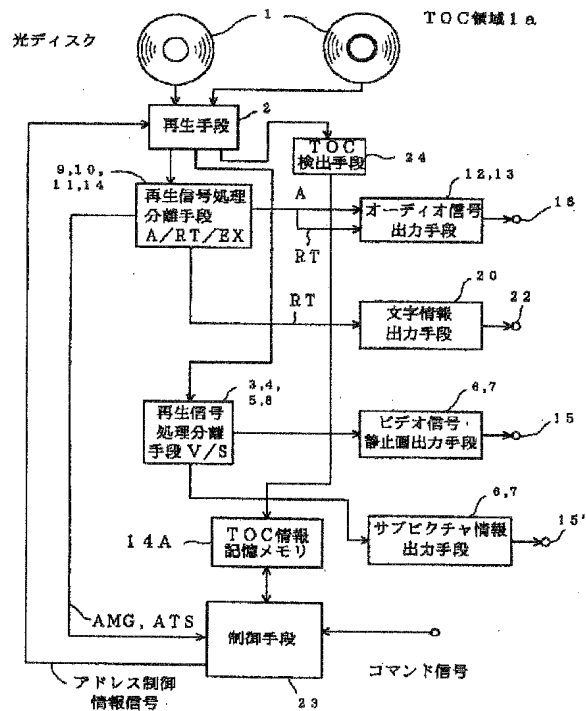 光ディスク
1
TOC領域1a
再生手段
2
TOC
検出手段
24
9,10,
11,14
再生信号処理
分離手段
A/RT/EX
A
RT
12,13
オーディオ信号
出力手段
16
RT
20
文字情報
出力手段
22
3,4,
5,8
再生信号
処理分離
手段V/S
6,7
ビデオ信号・
静止画出力手段
15
6,7
サブピクチャ情報
出力手段
15'
14A
TOC情報
記憶メモリ
AMG,ATS
制御手段
コマンド信号
アドレス制御
情報信号
23